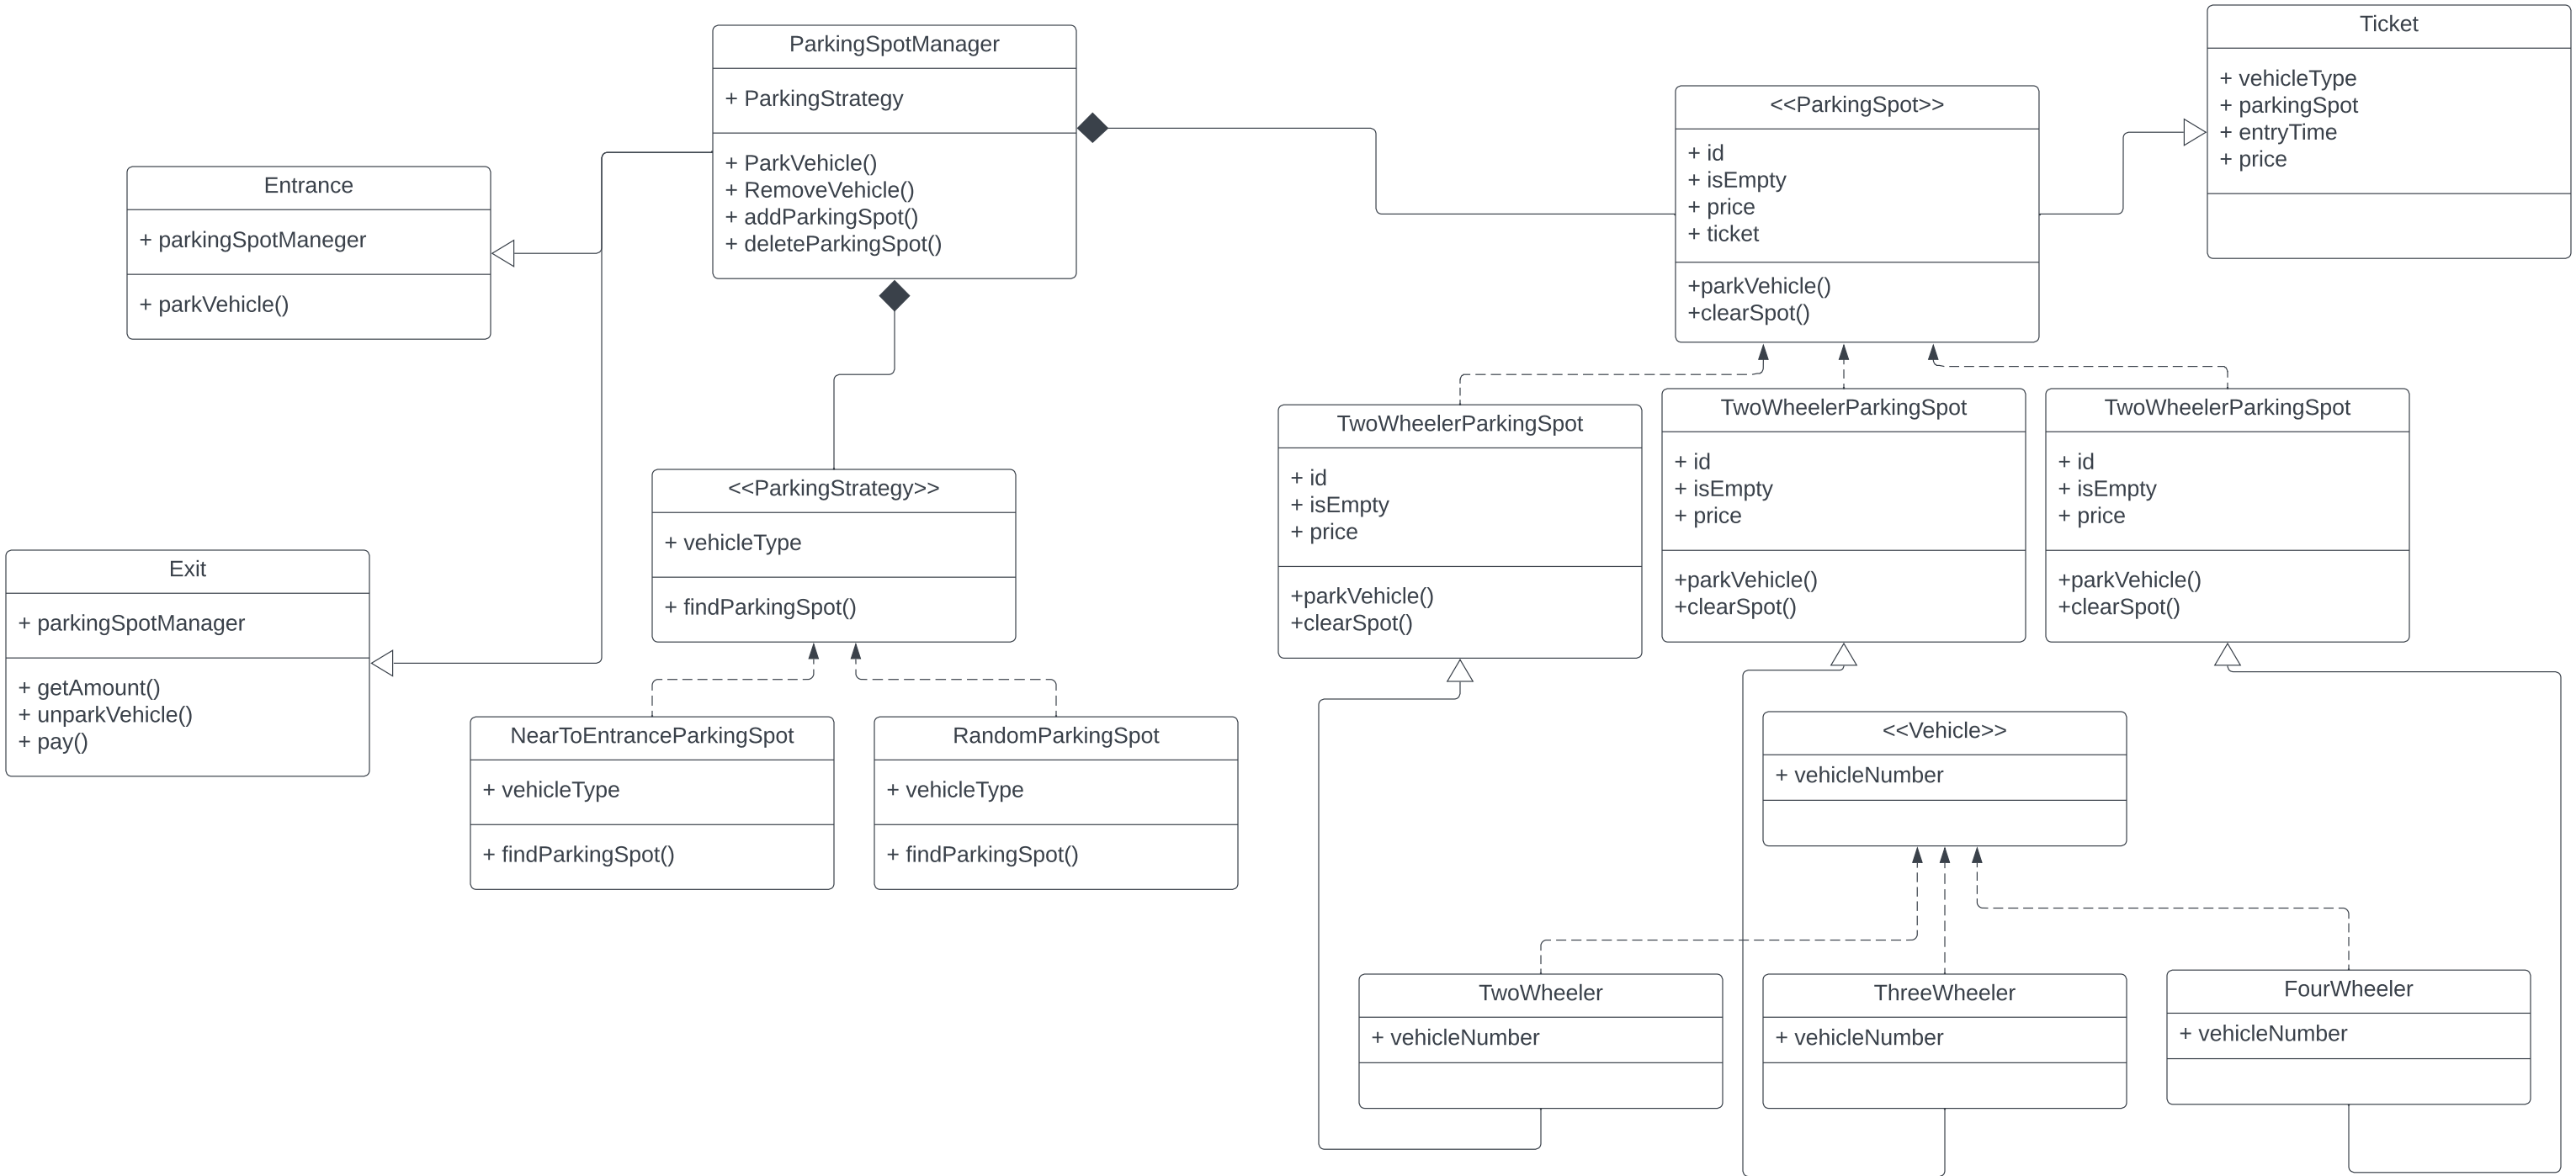 ParkingSpotManager
+ ParkingStrategy
+ ParkVehicle()
+ RemoveVehicle()
+ addParkingSpot()
+ deleteParkingSpot()
<<ParkingSpot>>
+ id
+ isEmpty
+ price
+ ticket
+parkVehicle()
+clearSpot()
Ticket
+ vehicleType
+ parkingSpot
+ entryTime
+ price
Entrance
+ parkingSpotManeger
+ parkVehicle()
<<ParkingStrategy>>
+ vehicleType
+ findParkingSpot()
TwoWheelerParkingSpot
+ id
+ isEmpty
+ price
+parkVehicle()
+clearSpot()
TwoWheelerParkingSpot
+ id
+ isEmpty
+ price
+parkVehicle()
+clearSpot()
TwoWheelerParkingSpot
+ id
+ isEmpty
+ price
+parkVehicle()
+clearSpot()
Exit
+ parkingSpotManager
+ getAmount()
+ unparkVehicle()
+ pay()
NearToEntranceParkingSpot
+ vehicleType
+ findParkingSpot()
RandomParkingSpot
+ vehicleType
+ findParkingSpot()
<<Vehicle>>
+ vehicleNumber
TwoWheeler
+ vehicleNumber
ThreeWheeler
+ vehicleNumber
FourWheeler
+ vehicleNumber